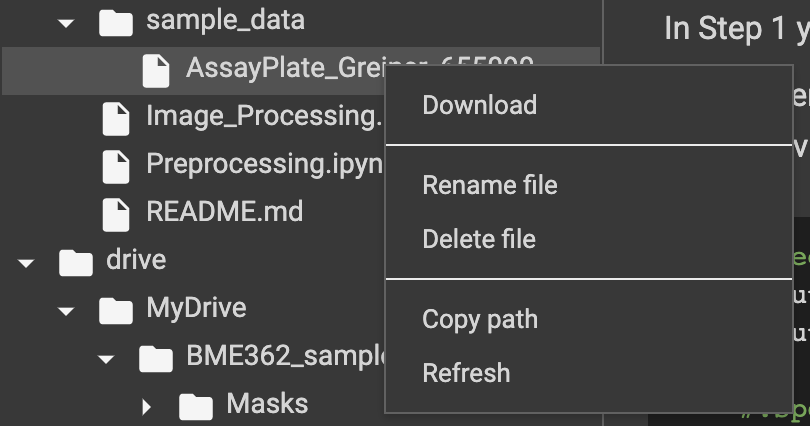 sample_data
In Step 1 y
AssayPlate_Greiner_655090
Download
Image_Processing.
Preprocessing.ipyn
Rename file
README.md
Delete file
drive
MyDrive
Copy path
BME362_sampl
Refresh
Masks